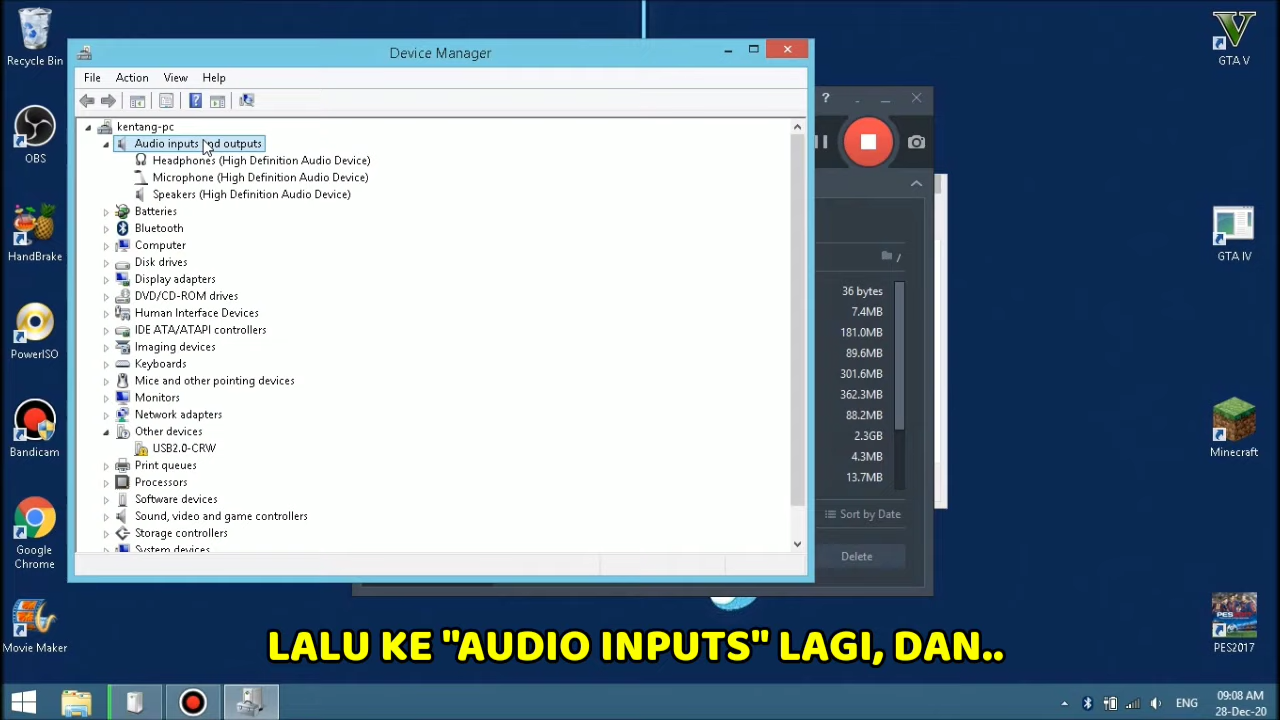 Recycle Bin
OBS
HandBrake
PowerISO
Bandicam
Google
Chrome
Movie Maker
Device Manager
File Action View Help
kentang-pc
Audio inputs and outputs
Headphones (High Definition Audio Device)
Microphone (High Definition Audio Device)
Speakers (High Definition Audio Device)
Batteries
Bluetooth
Computer
Disk drives
Display adapters
DVD/CD-ROM drives
Human Interface Devices
IDE ATA/ATAPI controllers
Imaging devices
Keyboards
Mice and other pointing devices
Monitors
Network adapters
Other devices
USB2.0-CRW
Print queues
Processors
Software devices
Sound, video and game controllers
Storage controllers
System devices
/
36 bytes
7.4MB
181.0MB
89.6MB
301.6MB
362.3MB
88.2MB
2.3GB
4.3MB
13.7MB
Sort by Date
Delete
GTA V
GTA IV
Minecraft
PES2017
LALU KE "AUDIO INPUTS" LAGI, DAN..
ENG
09:08 AM
28-Dec-20